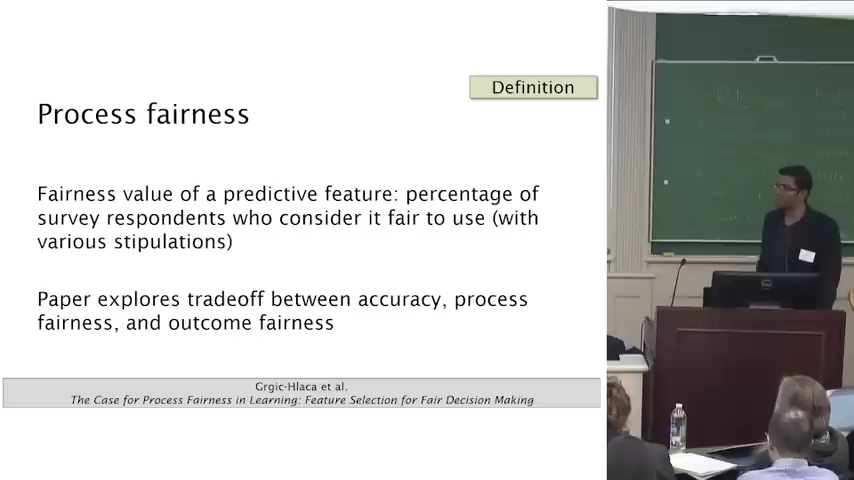 Definition
Process fairness
Fairness value of a predictive feature: percentage of
survey respondents who consider it fair to use (with
various stipulations)
Paper explores tradeoff between accuracy, process
fairness, and outcome fairness
Grgic-Hlaca et al.
The Case for Process Fairness in Learning: Feature Selection for Fair Decision Making